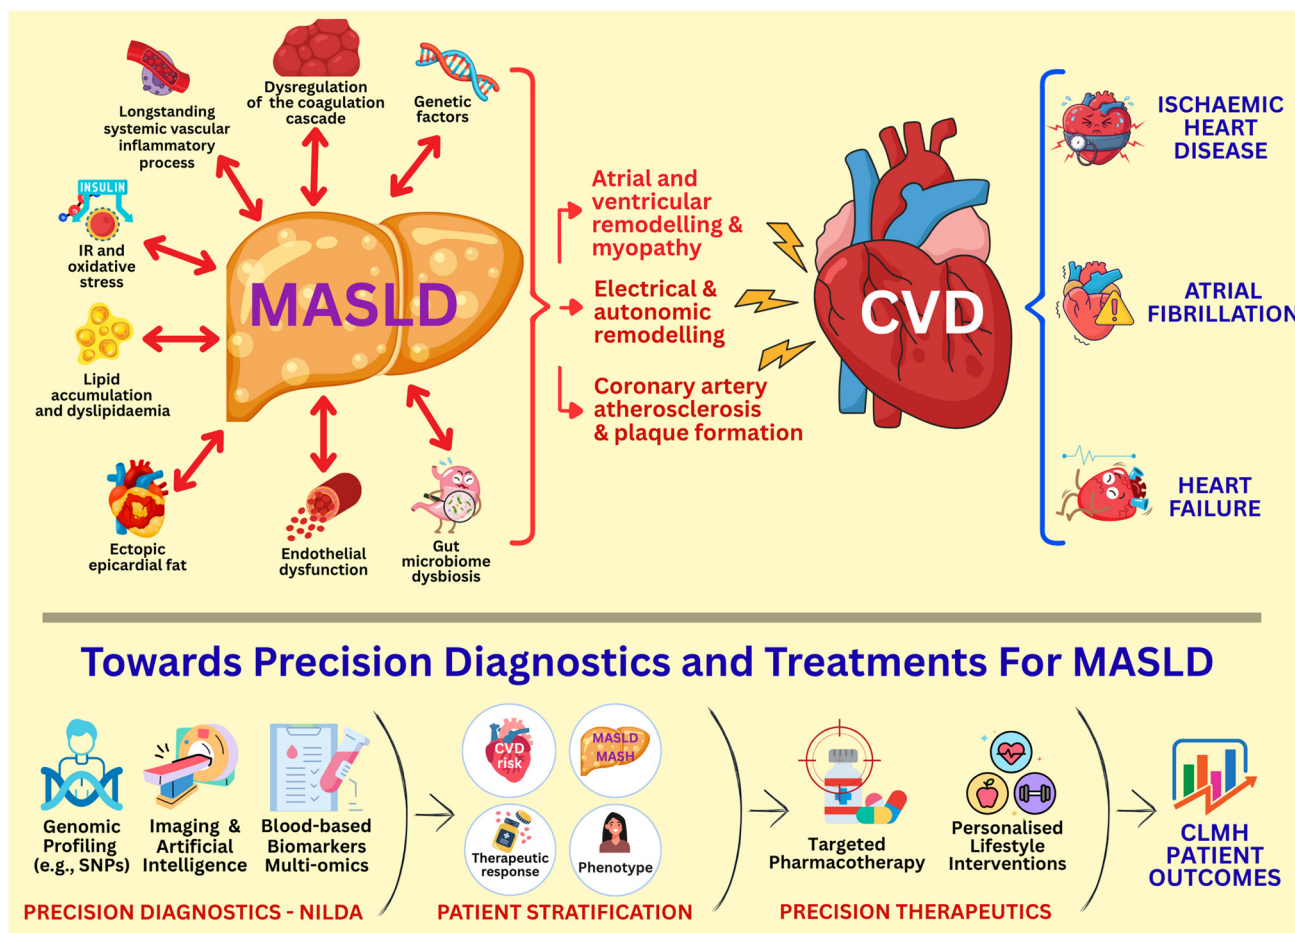 Longstanding
systemic vascular
inflammatory
process
Dysregulation
of the coagulation
cascade
Genetic
factors
INSULIN
IR and
oxidative
stress
Lipid
accumulation
and dyslipidaemia
Ectopic
epicardial fat
Endothelial
dysfunction
Gut
microbiome
dysbiosis
MASLD
Atrial and
ventricular
remodelling &
myopathy
Electrical &
autonomic
remodelling
Coronary artery
atherosclerosis
& plaque formation
CVD
ISCHAEMIC
HEART
DISEASE
ATRIAL
FIBRILLATION
HEART
FAILURE
Towards Precision Diagnostics and Treatments For MASLD
Genomic
Profiling
(e.g., SNPs)
Imaging &
Artificial
Intelligence
Blood-based
Biomarkers
Multi-omics
PRECISION DIAGNOSTICS - NILDA
CVD
risk
MASLD
MASH
Therapeutic
response
Phenotype
PATIENT STRATIFICATION
Targeted
Pharmacotherapy
Personalised
Lifestyle
Interventions
PRECISION THERAPEUTICS
CLMH
PATIENT
OUTCOMES